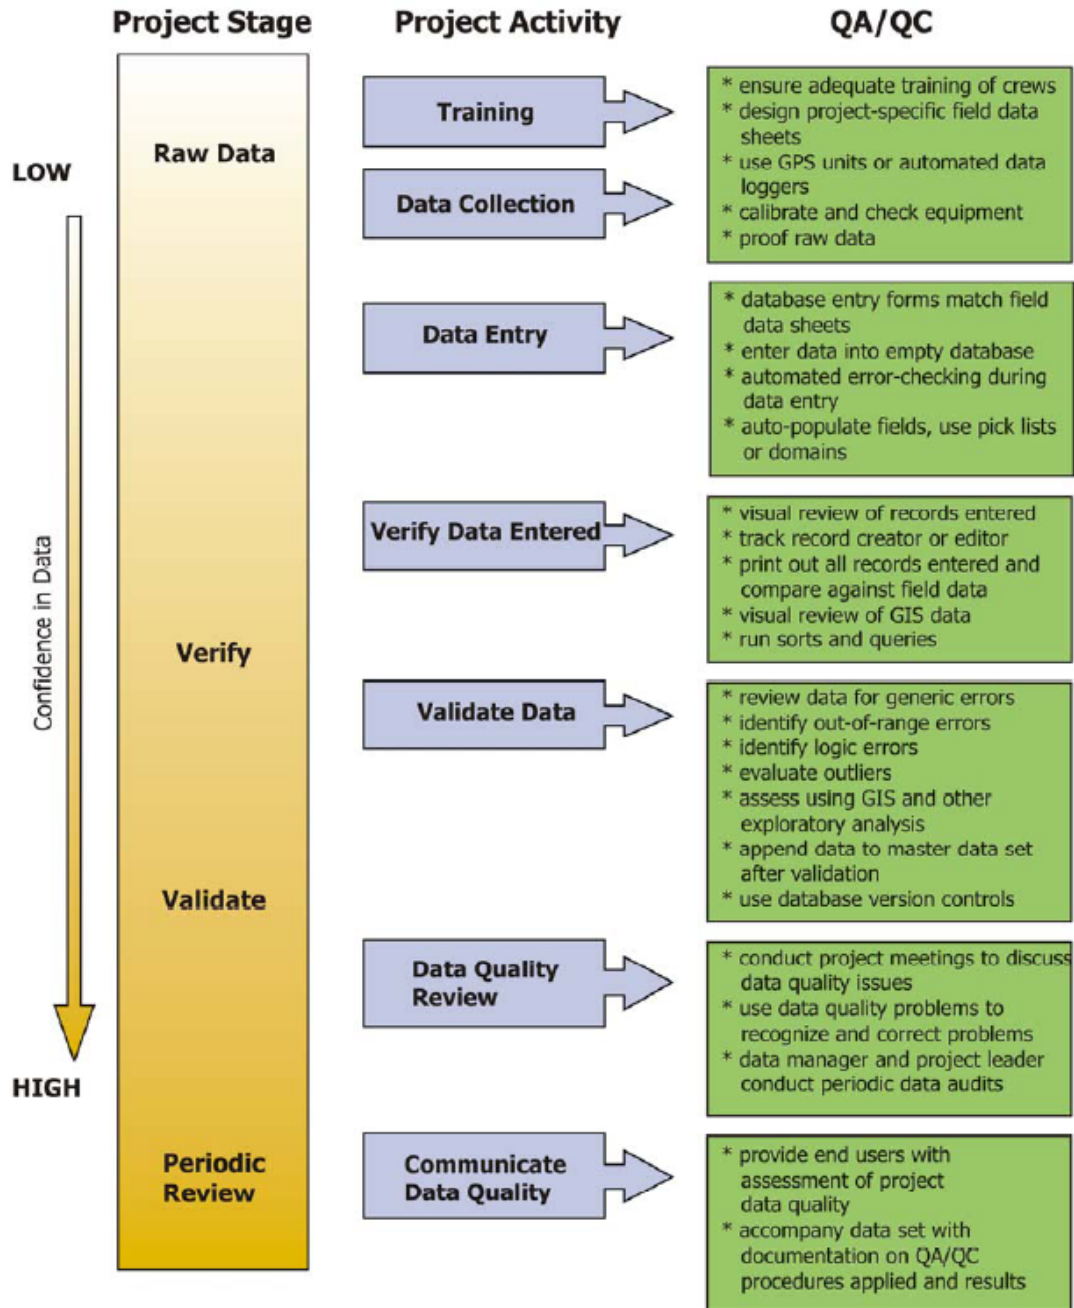 Project Stage
Project Activity
QA/QC
LOW
Confidence in Data
HIGH
Raw Data
Verify
Validate
Periodic
Review
Training
Data Collection
* ensure adequate training of crews
* design project-specific field data
sheets
* use GPS units or automated data
loggers
* calibrate and check equipment
* proof raw data
Data Entry
* database entry forms match field
data sheets
* enter data into empty database
* automated error-checking during
data entry
* auto-populate fields, use pick lists
or domains
Verify Data Entered
* visual review of records entered
* track record creator or editor
* print out all records entered and
compare against field data
* visual review of GIS data
* run sorts and queries
Validate Data
* review data for generic errors
* identify out-of-range errors
* identify logic errors
* evaluate outliers
* assess using GIS and other
exploratory analysis
* append data to master data set
after validation
* use database version controls
Data Quality
Review
* conduct project meetings to discuss
data quality issues
* use data quality problems to
recognize and correct problems
* data manager and project leader
conduct periodic data audits
Communicate
Data Quality
* provide end users with
assessment of project
data quality
* accompany data set with
documentation on QA/QC
procedures applied and results